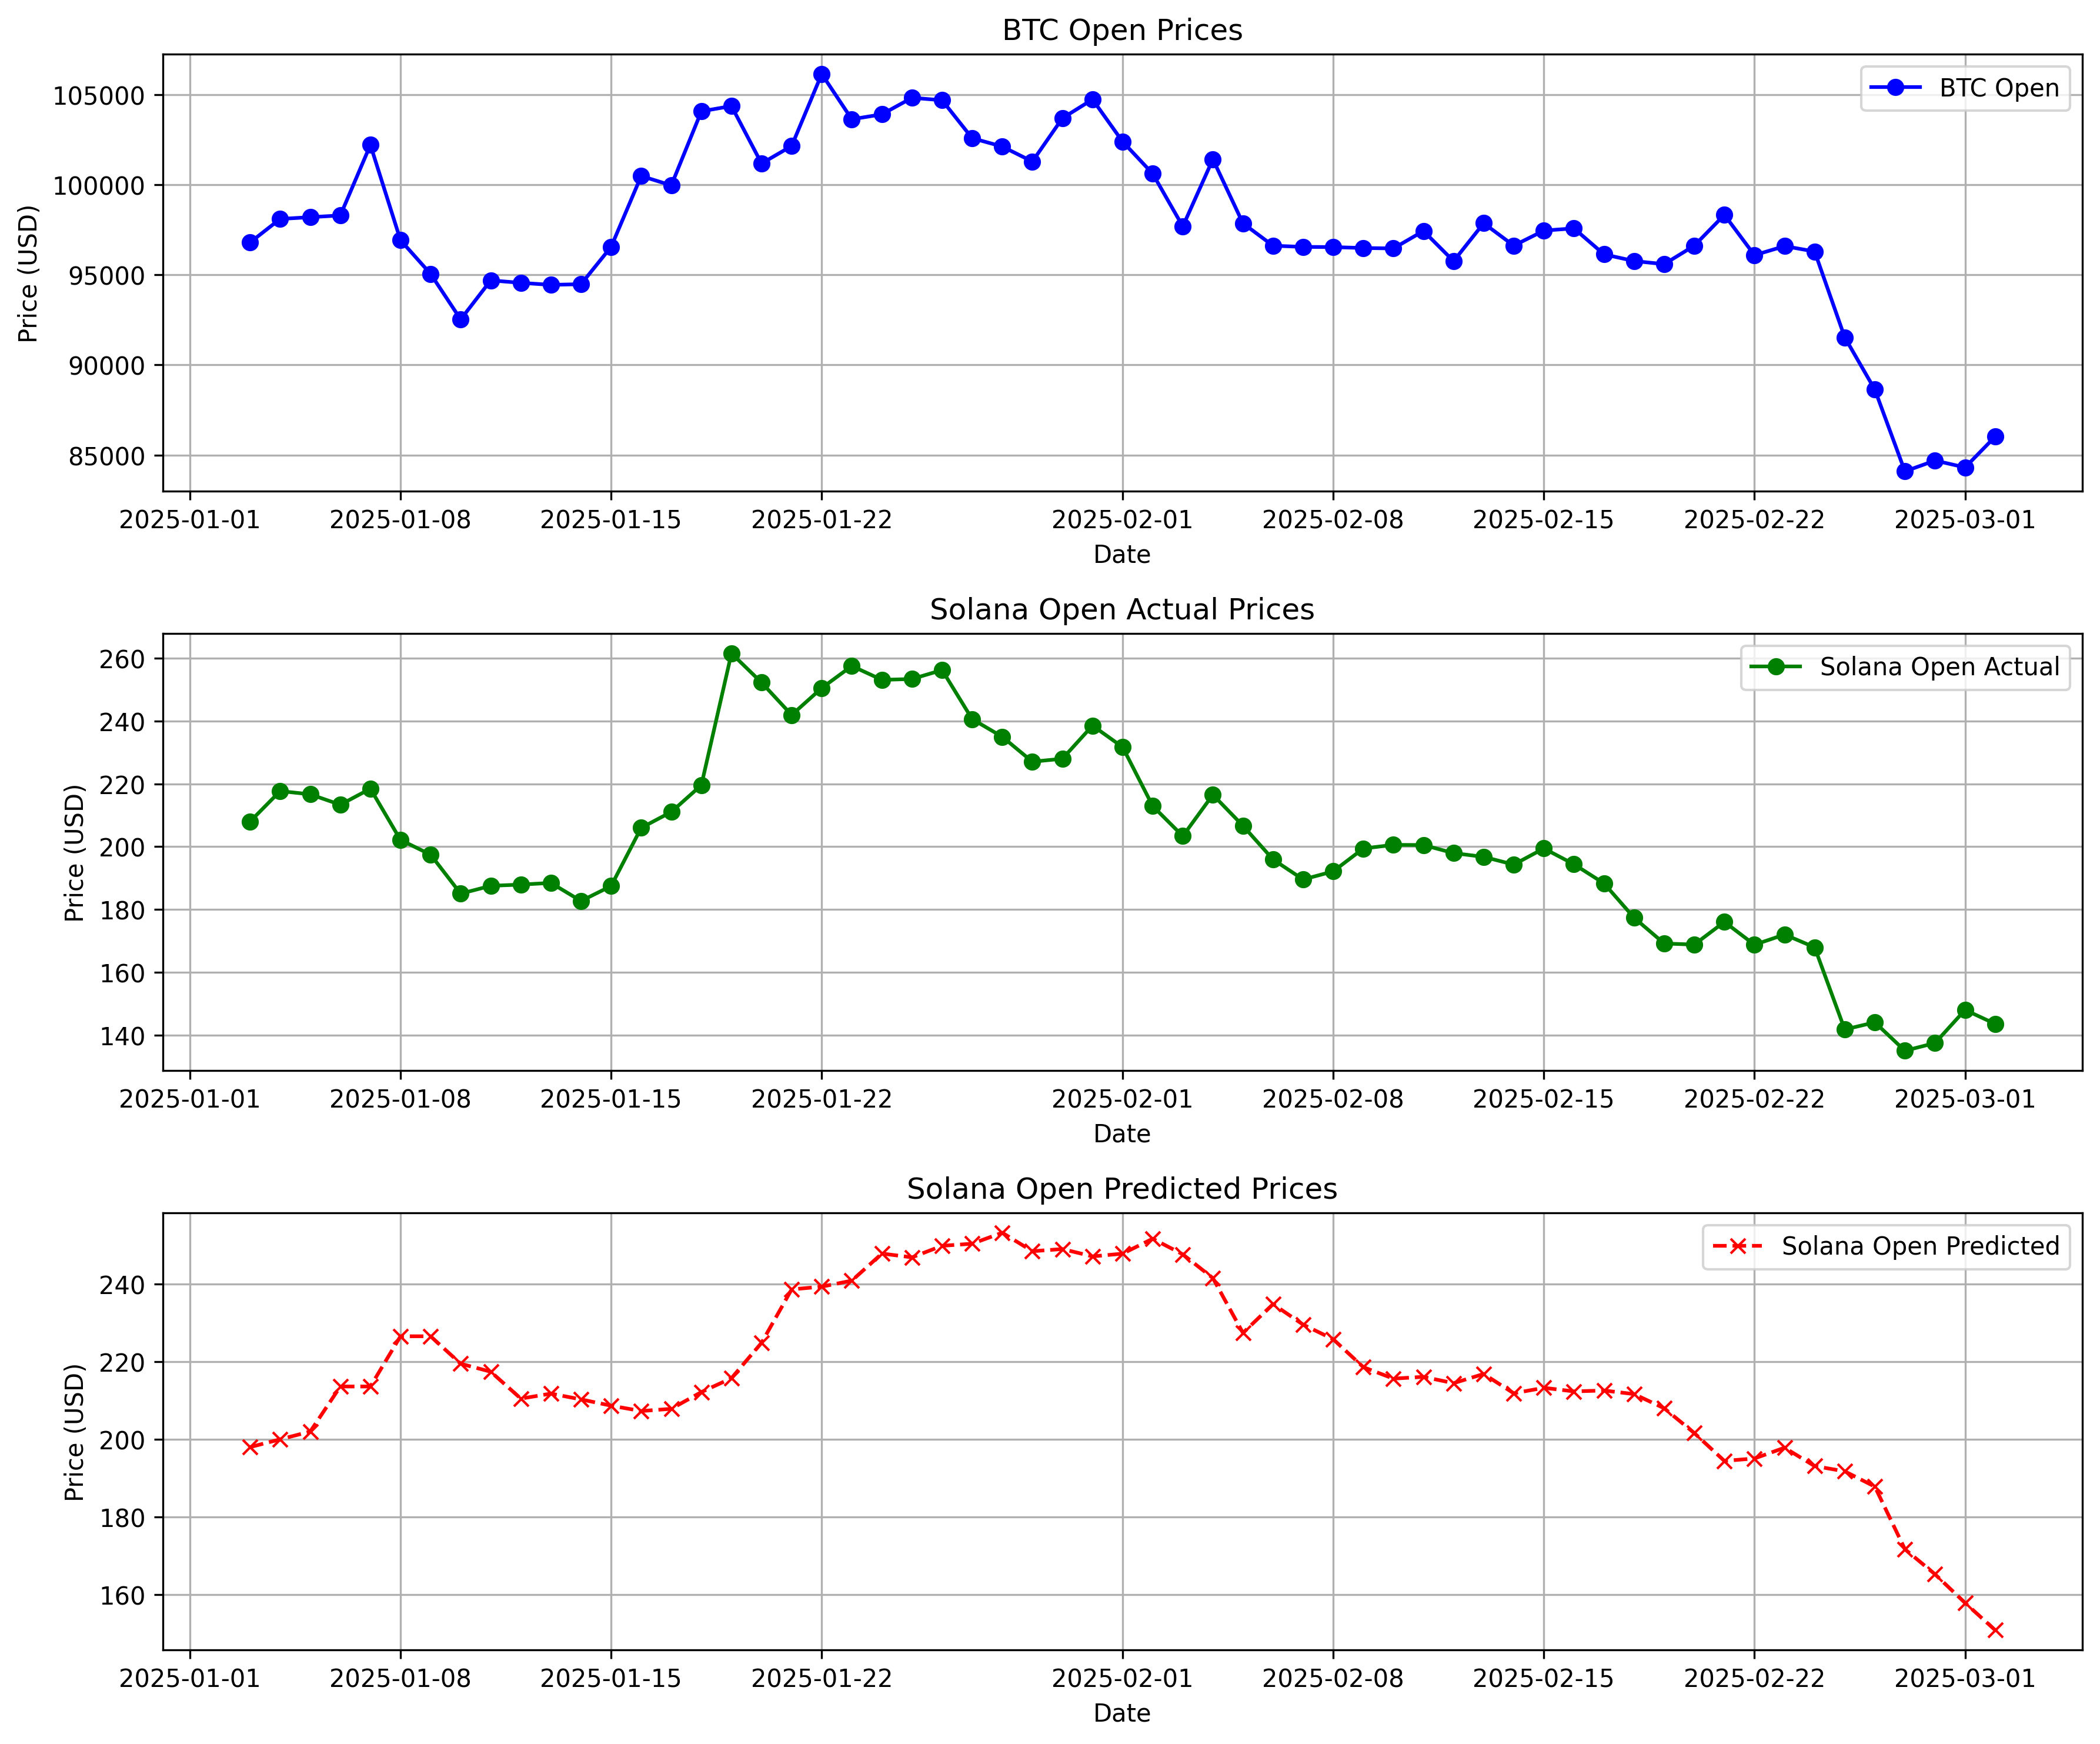 BTC Open Prices
BTC Open
Price (USD)
105000
100000
95000
90000
85000
2025-01-01 2025-01-08 2025-01-15 2025-01-22 2025-02-01 2025-02-08 2025-02-15 2025-02-22 2025-03-01
Date
Solana Open Actual Prices
Solana Open Actual
Price (USD)
260
240
220
200
180
160
140
2025-01-01 2025-01-08 2025-01-15 2025-01-22 2025-02-01 2025-02-08 2025-02-15 2025-02-22 2025-03-01
Date
Solana Open Predicted Prices
Solana Open Predicted
Price (USD)
240
220
200
180
160
2025-01-01 2025-01-08 2025-01-15 2025-01-22 2025-02-01 2025-02-08 2025-02-15 2025-02-22 2025-03-01
Date